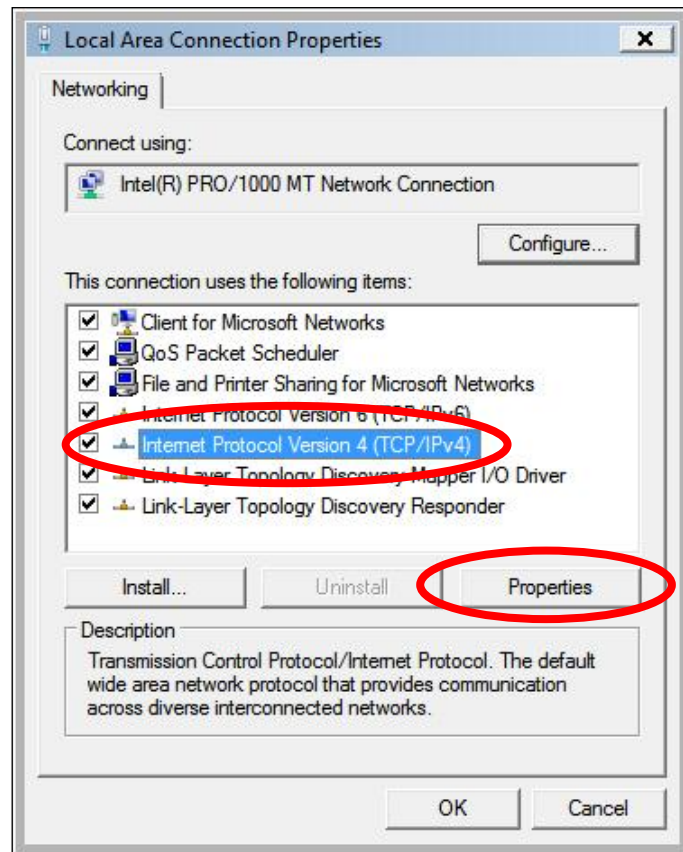 Local Area Connection Properties
Networking
Connect using:
Intel(R) PRO/1000 MT Network Connection
Configure...
This connection uses the following items:
Client for Microsoft Networks
QoS Packet Scheduler
File and Printer Sharing for Microsoft Networks
Internet Protocol Version 6 (TCP/IPv6)
Internet Protocol Version 4 (TCP/IPv4)
Link-Layer Topology Discovery Mapper I/O Driver
Link-Layer Topology Discovery Responder
Install... Uninstall Properties
Description
Transmission Control Protocol/Internet Protocol. The default
wide area network protocol that provides communication
across diverse interconnected networks.
OK Cancel